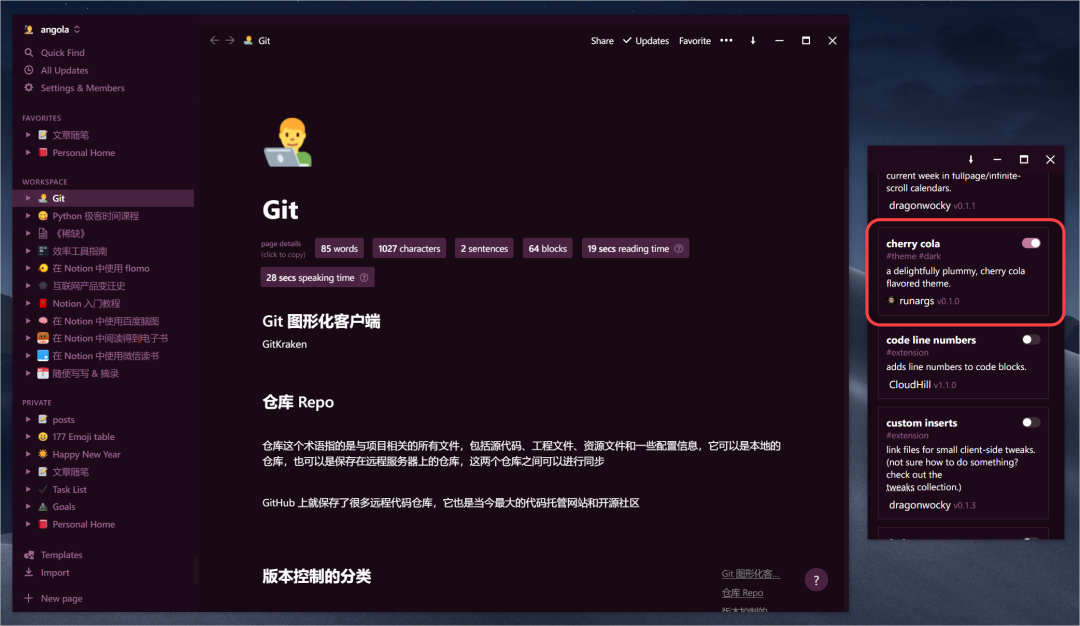 angola
Quick Find
All Updates
Settings & Members
FAVORITES
文章随笔
Personal Home
WORKSPACE
Git
Python 极客时间课程
《稀缺》
效率工具指南
在 Notion 中使用 flomo
互联网产品变迁史
Notion 入门教程
在 Notion 中使用百度脑图
在 Notion 中阅读得到电子书
在 Notion 中使用微信读书
随便写写 & 摘录
PRIVATE
posts
177 Emoji table
Happy New Year
文章随笔
Task List
Goals
Personal Home
Templates
Import
New page
Git
Share Updates Favorite
Git
page details
(click to copy)
85 words
1027 characters
2 sentences
64 blocks
19 secs reading time ?
28 secs speaking time ?
Git 图形化客户端
GitKraken
仓库 Repo
仓库这个术语指的是与项目相关的所有文件，包括源代码、工程文件、资源文件和一些配置信息，它可以是本地的
仓库，也可以是保存在远程服务器上的仓库，这两个仓库之间可以进行同步
GitHub 上就保存了很多远程代码仓库，它也是当今最大的代码托管网站和开源社区
版本控制的分类
Git 图形化客...
仓库 Repo
版本控制的
?
current week in fullpage/infinite-
scroll calendars.
dragonwocky v0.1.1
cherry cola
#theme #dark
a delightfully plummy, cherry cola
flavored theme.
runargs v0.1.0
code line numbers
#extension
adds line numbers to code blocks.
CloudHill v1.1.0
custom inserts
#extension
link files for small client-side tweaks.
(not sure how to do something?
check out the
tweaks collection.)
dragonwocky v0.1.3